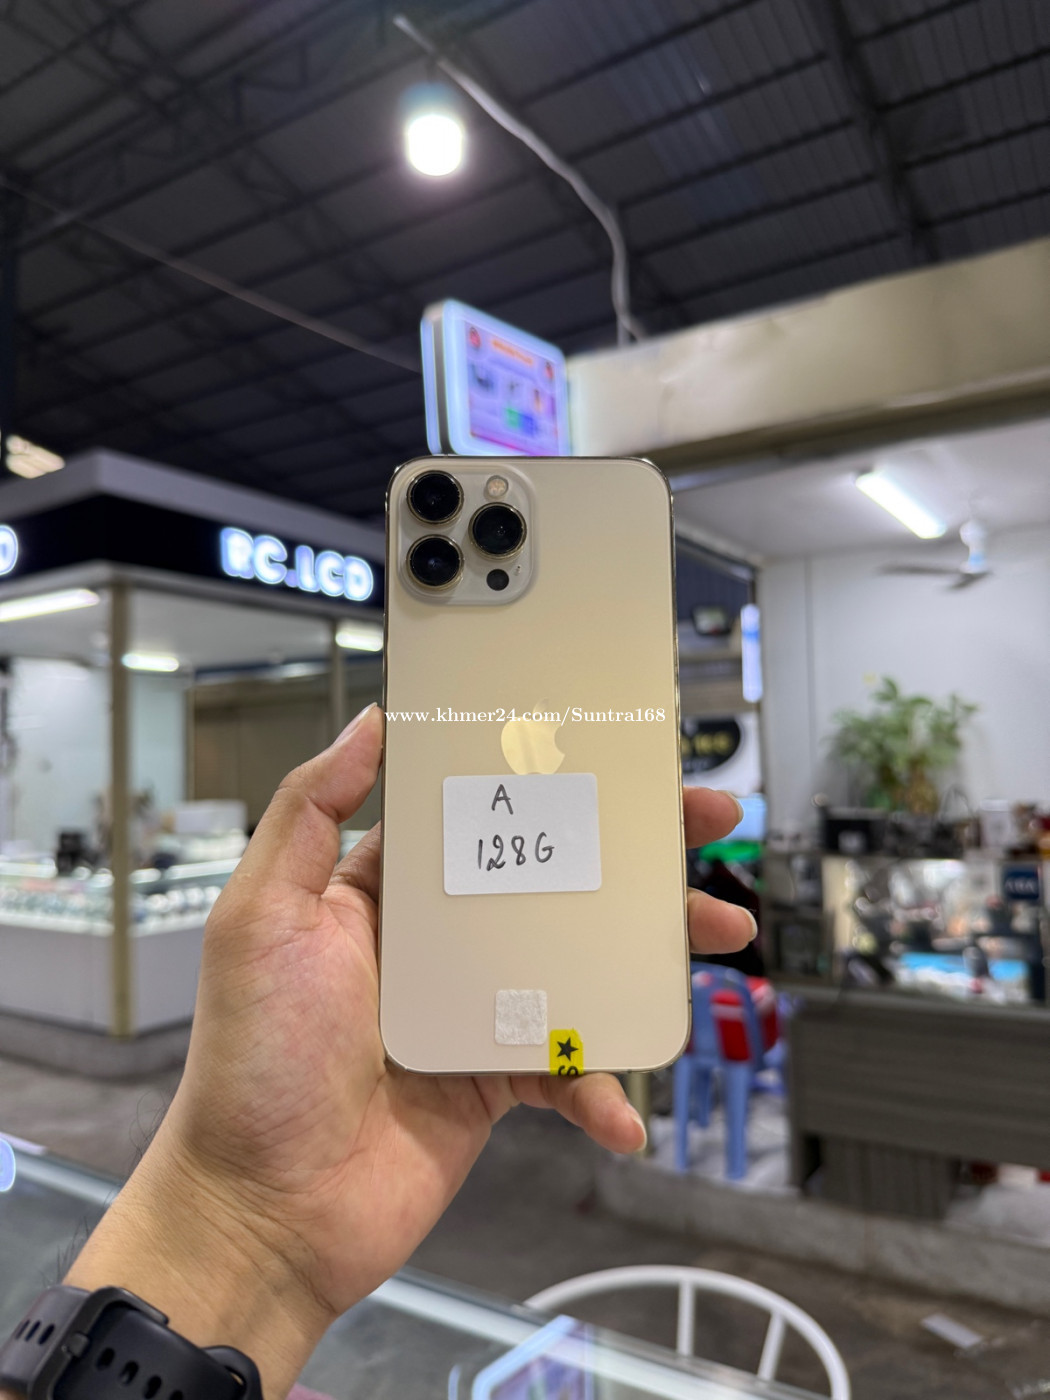 RC.LCD
www.khmer24.com/Suntra168
A
128G